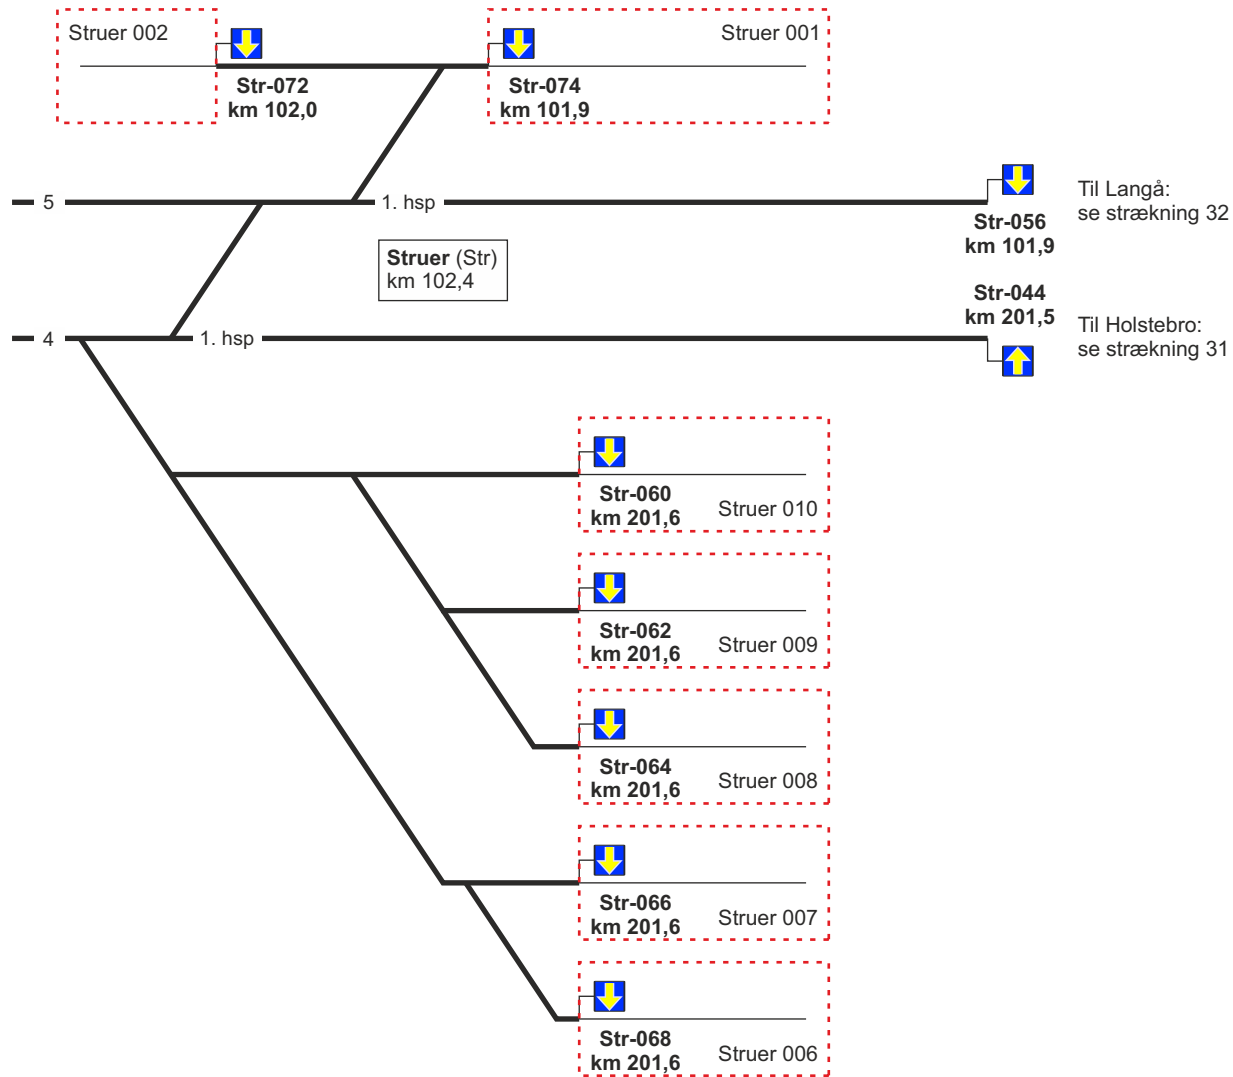 Struer 002
Struer 001
Str-072
km 102,0
Str-074
km 101,9
5
1. hsp
Str-056
km 101,9
Til Langå:
se strækning 32
Struer (Str)
km 102,4
Str-044
km 201,5
4
1. hsp
Til Holstebro:
se strækning 31
Str-060
km 201,6
Struer 010
Str-062
km 201,6
Struer 009
Str-064
km 201,6
Struer 008
Str-066
km 201,6
Struer 007
Str-068
km 201,6
Struer 006